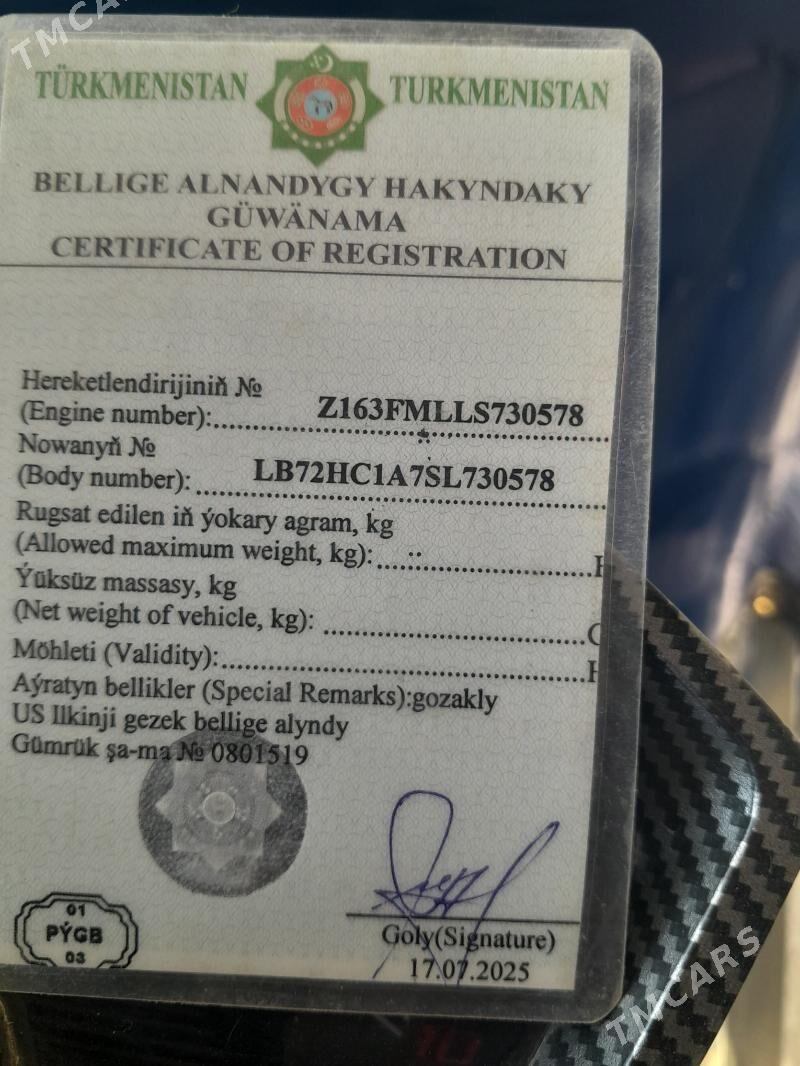 TMCARS
TÜRKMENISTAN TURKMENISTAN
BELLIGE ALNANDYGY HAKYNDAKY
GÜWÄNAMA
CERTIFICATE OF REGISTRATION
Hereketlendirijiniň №
(Engine number): Z163FMLLS730578
Nowanyň №
(Body number): LB72HC1A7SL730578
Rugsat edilen iň ýokary agram, kg
(Allowed maximum weight, kg):
Ýüksüz massasy, kg
(Net weight of vehicle, kg):
Möhleti (Validity):
Aýratyn bellikler (Special Remarks):gozakly
US Ilkinji gezek bellige alyndy
Gümrük şa-ma № 0801519
01
PÝGB
03
Goly(Signature)
17.07.2025
TMCARS